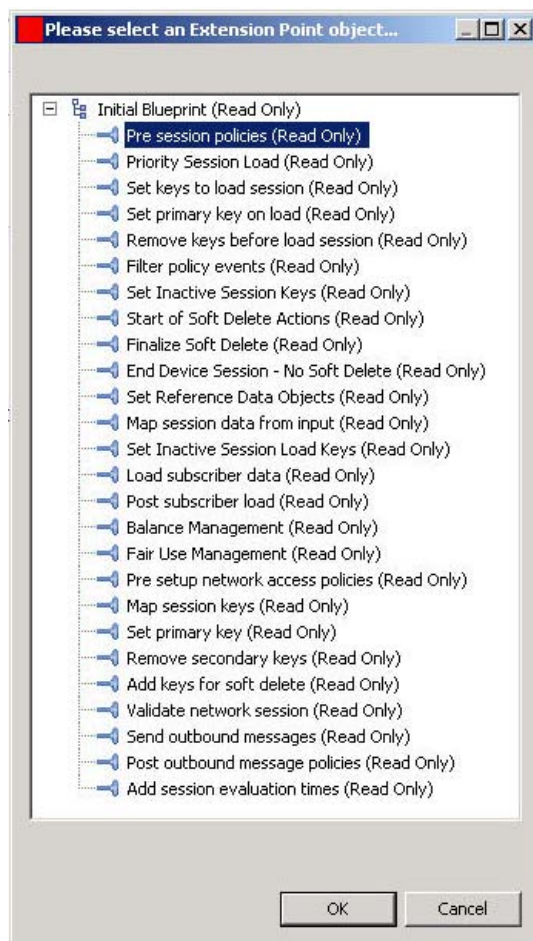 Please select an Extension Point object...
Initial Blueprint (Read Only)
Pre session policies (Read Only)
Priority Session Load (Read Only)
Set keys to load session (Read Only)
Set primary key on load (Read Only)
Remove keys before load session (Read Only)
Filter policy events (Read Only)
Set Inactive Session Keys (Read Only)
Start of Soft Delete Actions (Read Only)
Finalize Soft Delete (Read Only)
End Device Session - No Soft Delete (Read Only)
Set Reference Data Objects (Read Only)
Map session data from input (Read Only)
Set Inactive Session Load Keys (Read Only)
Load subscriber data (Read Only)
Post subscriber load (Read Only)
Balance Management (Read Only)
Fair Use Management (Read Only)
Pre setup network access policies (Read Only)
Map session keys (Read Only)
Set primary key (Read Only)
Remove secondary keys (Read Only)
Add keys for soft delete (Read Only)
Validate network session (Read Only)
Send outbound messages (Read Only)
Post outbound message policies (Read Only)
Add session evaluation times (Read Only)
OK Cancel